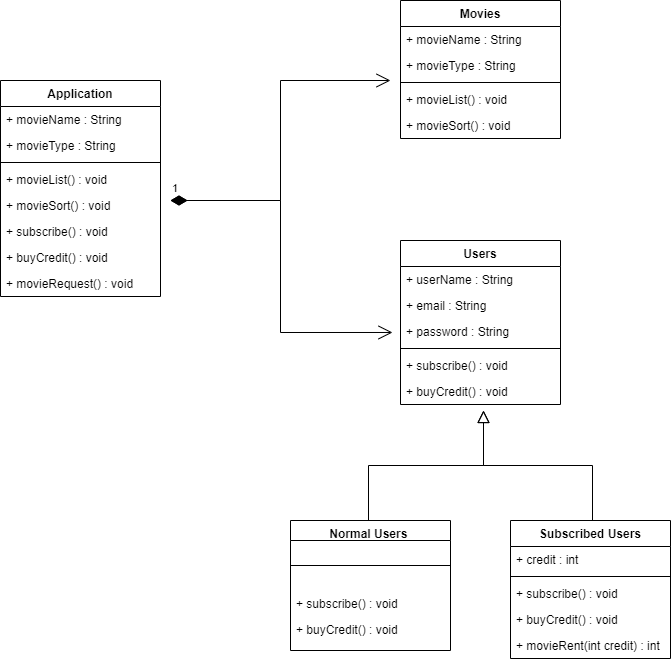 Movies
+ movieName : String
+ movieType : String
+ movieList() : void
+ movieSort() : void
Application
+ movieName : String
+ movieType : String
+ movieList() : void
+ movieSort() : void
+ subscribe() : void
+ buyCredit() : void
+ movieRequest() : void
1
Users
+ userName : String
+ email : String
+ password : String
+ subscribe() : void
+ buyCredit() : void
Normal Users
+ subscribe() : void
+ buyCredit() : void
Subscribed Users
+ credit : int
+ subscribe() : void
+ buyCredit() : void
+ movieRent(int credit) : int